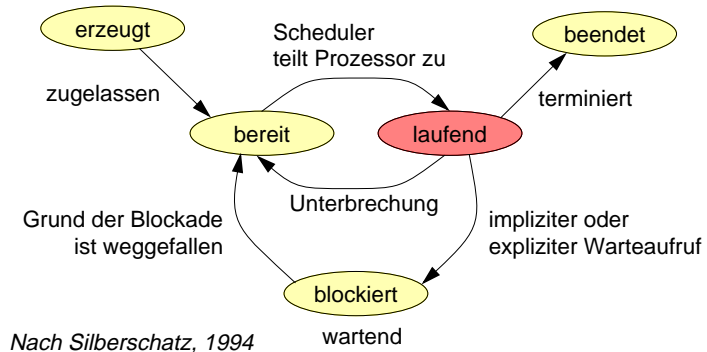 erzeugt
Scheduler
teilt Prozessor zu
beendet
zugelassen
terminiert
bereit
laufend
Unterbrechung
Grund der Blockade
ist weggefallen
impliziter oder
expliziter Warteaufruf
blockiert
wartend
Nach Silberschatz, 1994